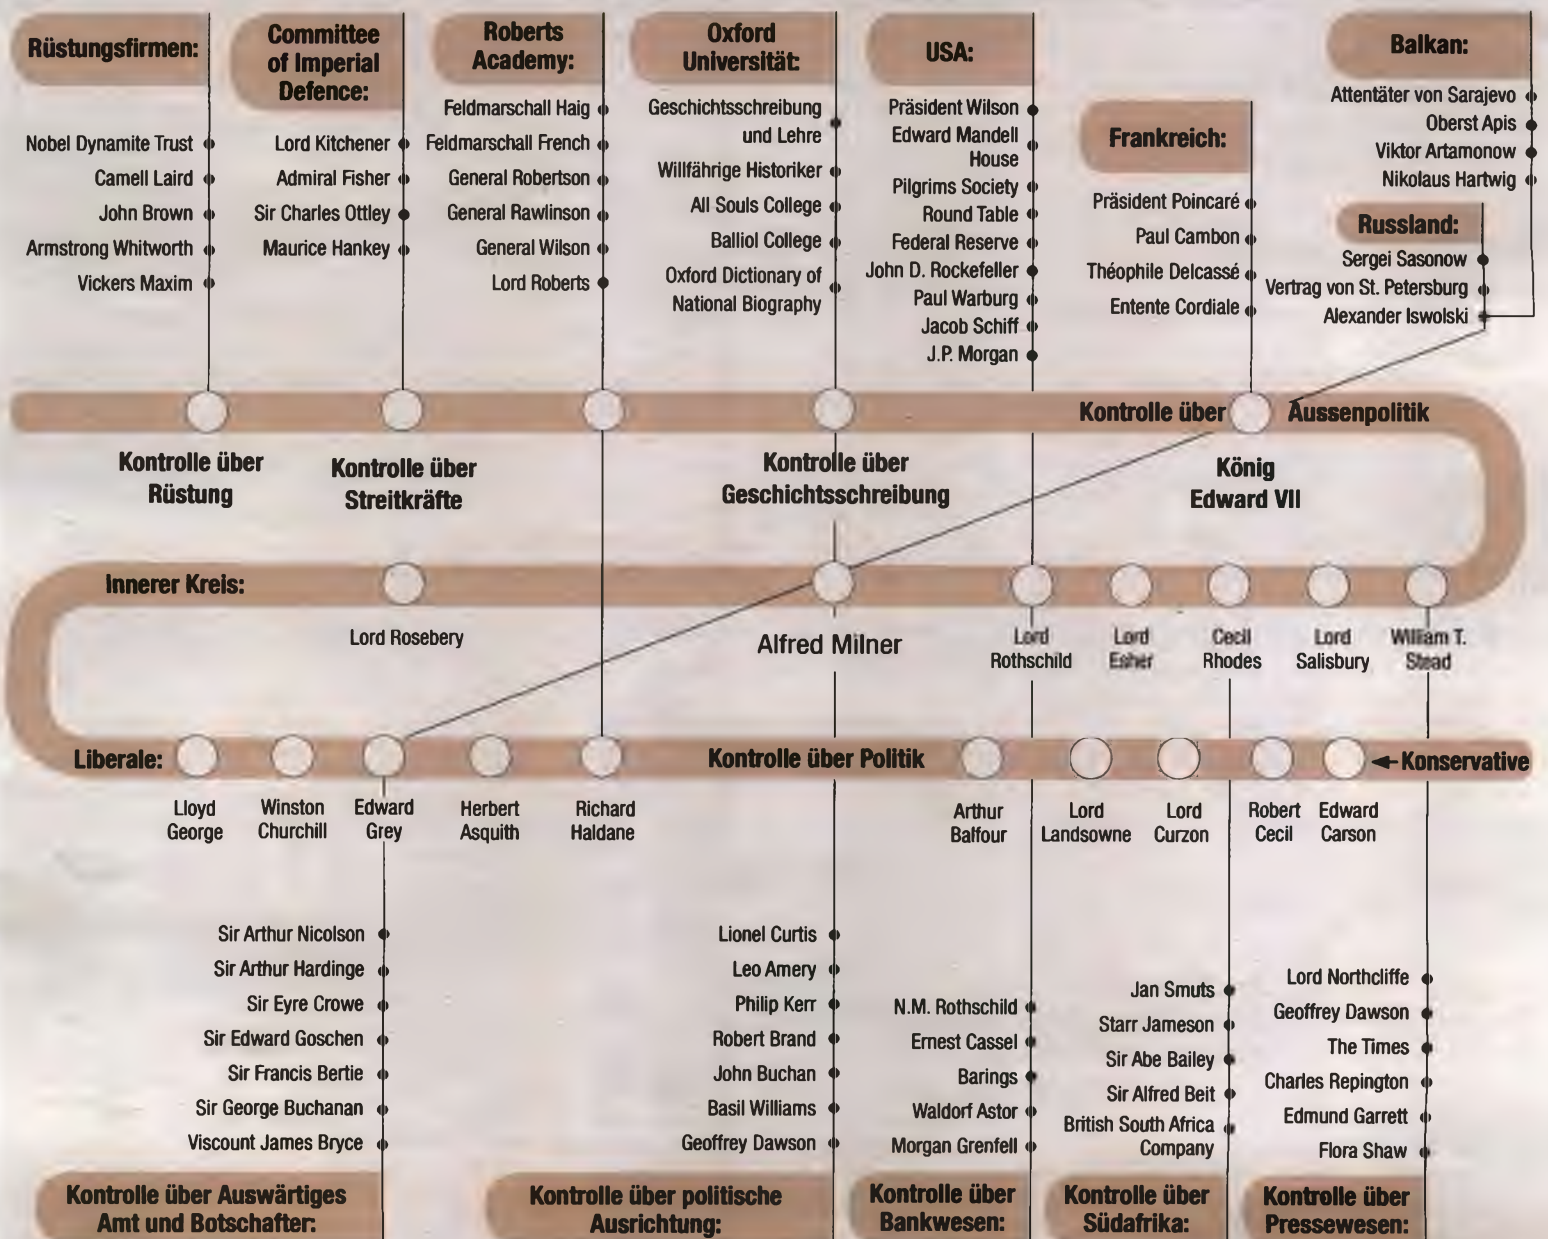 Rüstungsfirmen:
Nobel Dynamite Trust
Camell Laird
John Brown
Armstrong Whitworth
Vickers Maxim
Committee
of Imperial
Defence:
Lord Kitchener
Admiral Fisher
Sir Charles Ottley
Maurice Hankey
Roberts
Academy:
Feldmarschall Haig
Feldmarschall French
General Robertson
General Rawlinson
General Wilson
Lord Roberts
Oxford
Universität:
Geschichtsschreibung
und Lehre
Willfährige Historiker
All Souls College
Balliol College
Oxford Dictionary of
National Biography
USA:
Präsident Wilson
Edward Mandell
House
Pilgrims Society
Round Table
Federal Reserve
John D. Rockefeller
Paul Warburg
Jacob Schiff
J.P. Morgan
Frankreich:
Präsident Poincaré
Paul Cambon
Théophile Delcassé
Entente Cordiale
Balkan:
Attentäter von Sarajevo
Oberst Apis
Viktor Artamonow
Nikolaus Hartwig
Russland:
Sergei Sasonow
Vertrag von St. Petersburg
Alexander Iswolski
Kontrolle über Aussenpolitik
Kontrolle über
Rüstung
Kontrolle über
Streitkräfte
Kontrolle über
Geschichtsschreibung
König
Edward VII
Innerer Kreis:
Lord Rosebery
Alfred Milner
Lord
Rothschild
Lord
Esher
Cecil
Rhodes
Lord
Salisbury
William T.
Stead
Liberale:
Kontrolle über Politik
Konservative
Lloyd
George
Winston
Churchill
Edward
Grey
Herbert
Asquith
Richard
Haldane
Arthur
Balfour
Lord
Landsowne
Lord
Curzon
Robert
Cecil
Edward
Carson
Sir Arthur Nicolson
Sir Arthur Hardinge
Sir Eyre Crowe
Sir Edward Goschen
Sir Francis Bertie
Sir George Buchanan
Viscount James Bryce
Kontrolle über Auswärtiges
Amt und Botschafter:
Lionel Curtis
Leo Amery
Philip Kerr
Robert Brand
John Buchan
Basil Williams
Geoffrey Dawson
Kontrolle über politische
Ausrichtung:
N.M. Rothschild
Ernest Cassel
Barings
Waldorf Astor
Morgan Grenfell
Kontrolle über
Bankwesen:
Jan Smuts
Starr Jameson
Sir Abe Bailey
Sir Alfred Beit
British South Africa
Company
Kontrolle über
Südafrika:
Lord Northcliffe
Geoffrey Dawson
The Times
Charles Repington
Edmund Garrett
Flora Shaw
Kontrolle über
Pressewesen: